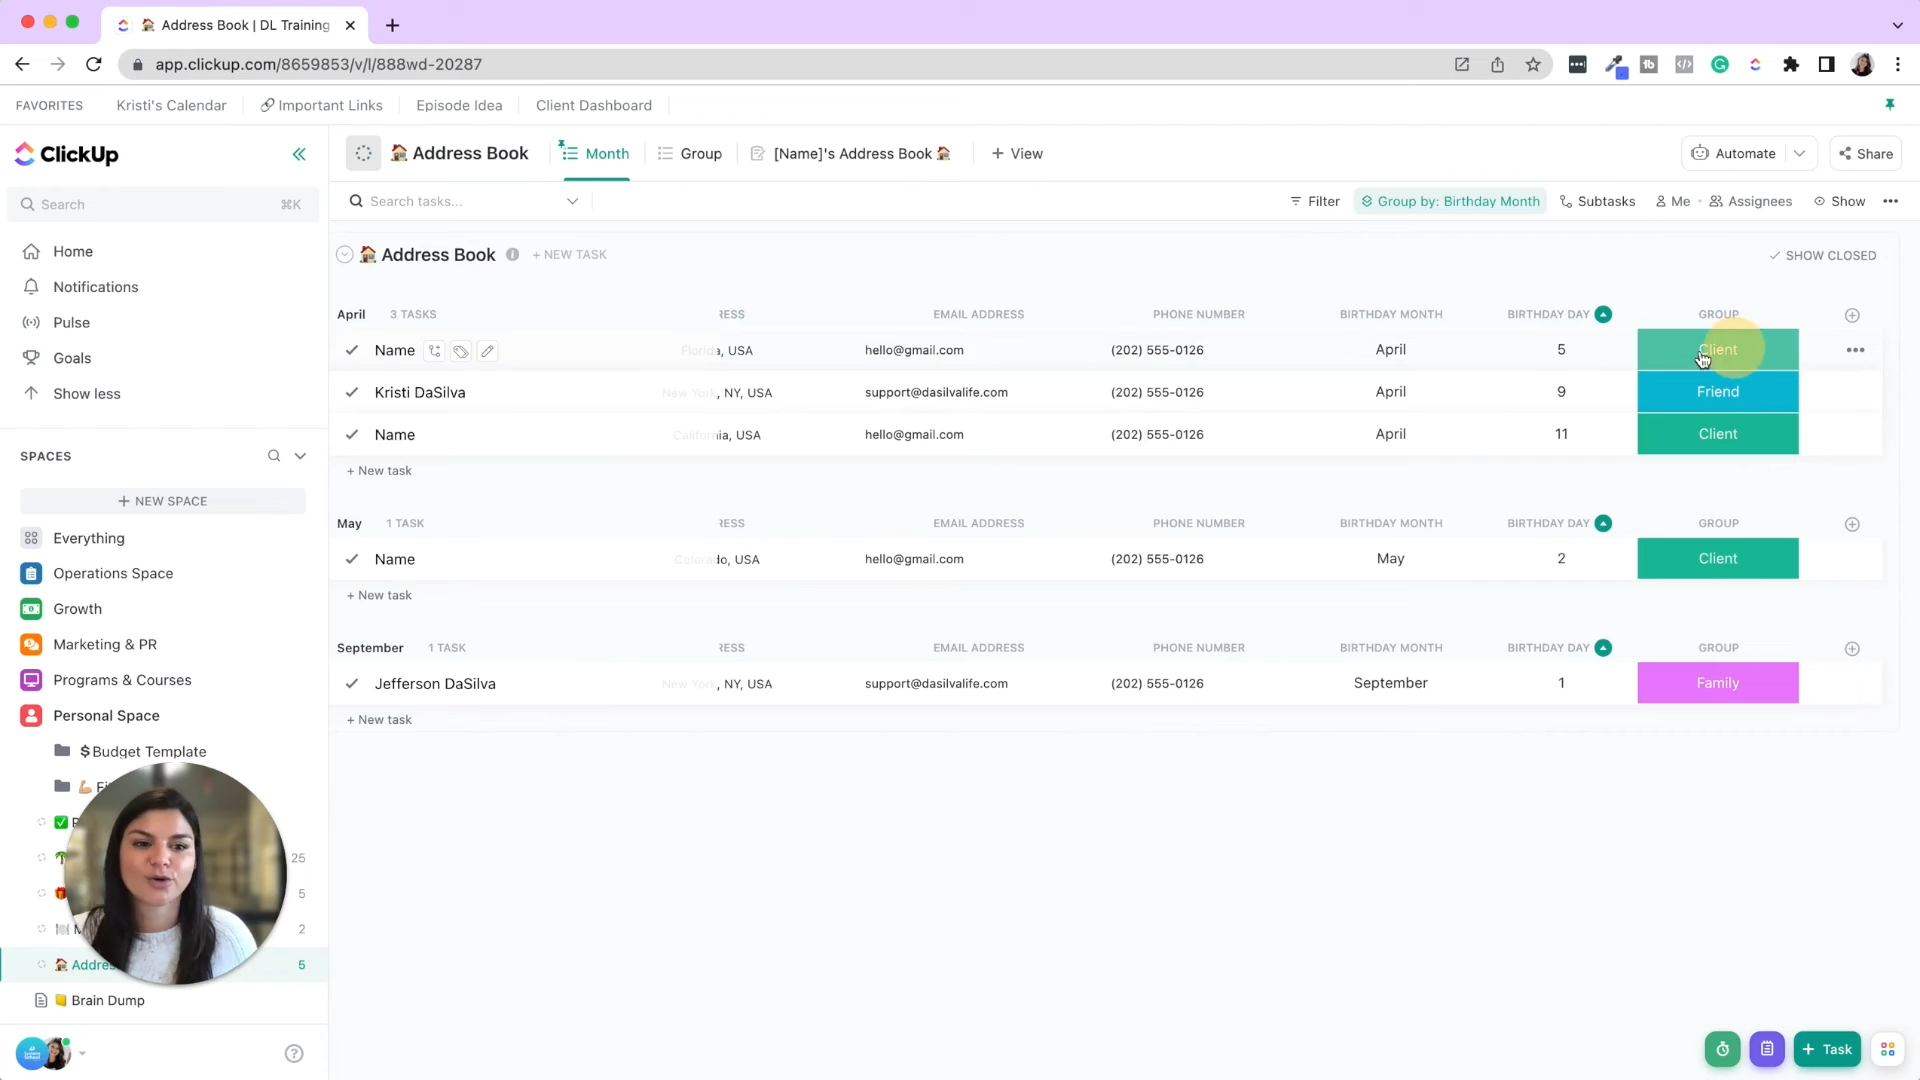 Address Book | DL Training
app.clickup.com/8659853/v/l/888wd-20287
FAVORITES Kristi's Calendar Important Links Episode Idea Client Dashboard
ClickUp
Address Book Month Group [Name]'s Address Book + View Automate Share
Search ⌘K
Search tasks... Filter Group by: Birthday Month Subtasks Me Assignees Show
Home
Notifications
Pulse
Goals
Show less
SPACES
+ NEW SPACE
Everything
Operations Space
Growth
Marketing & PR
Programs & Courses
Personal Space
$Budget Template
25
5
2
Addre 5
Brain Dump
Address Book + NEW TASK SHOW CLOSED
April 3 TASKS RESS EMAIL ADDRESS PHONE NUMBER BIRTHDAY MONTH BIRTHDAY DAY GROUP
Name Florida, USA hello@gmail.com (202) 555-0126 April 5 Client
Kristi DaSilva New York, NY, USA support@dasilvalife.com (202) 555-0126 April 9 Friend
Name California, USA hello@gmail.com (202) 555-0126 April 11 Client
+ New task
May 1 TASK RESS EMAIL ADDRESS PHONE NUMBER BIRTHDAY MONTH BIRTHDAY DAY GROUP
Name Colorado, USA hello@gmail.com (202) 555-0126 May 2 Client
+ New task
September 1 TASK RESS EMAIL ADDRESS PHONE NUMBER BIRTHDAY MONTH BIRTHDAY DAY GROUP
Jefferson DaSilva New York, NY, USA support@dasilvalife.com (202) 555-0126 September 1 Family
+ New task
+ Task